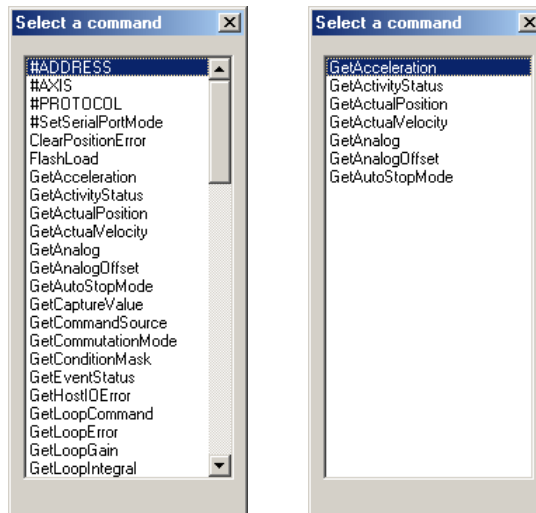 Select a command
#ADDRESS
#AXIS
#PROTOCOL
#SetSerialPortMode
ClearPositionError
FlashLoad
GetAcceleration
GetActivityStatus
GetActualPosition
GetActualVelocity
GetAnalog
GetAnalogOffset
GetAutoStopMode
GetCaptureValue
GetCommandSource
GetCommutationMode
GetConditionMask
GetEventStatus
GetHostIOError
GetLoopCommand
GetLoopError
GetLoopGain
GetLoopIntegral
Select a command
GetAcceleration
GetActivityStatus
GetActualPosition
GetActualVelocity
GetAnalog
GetAnalogOffset
GetAutoStopMode